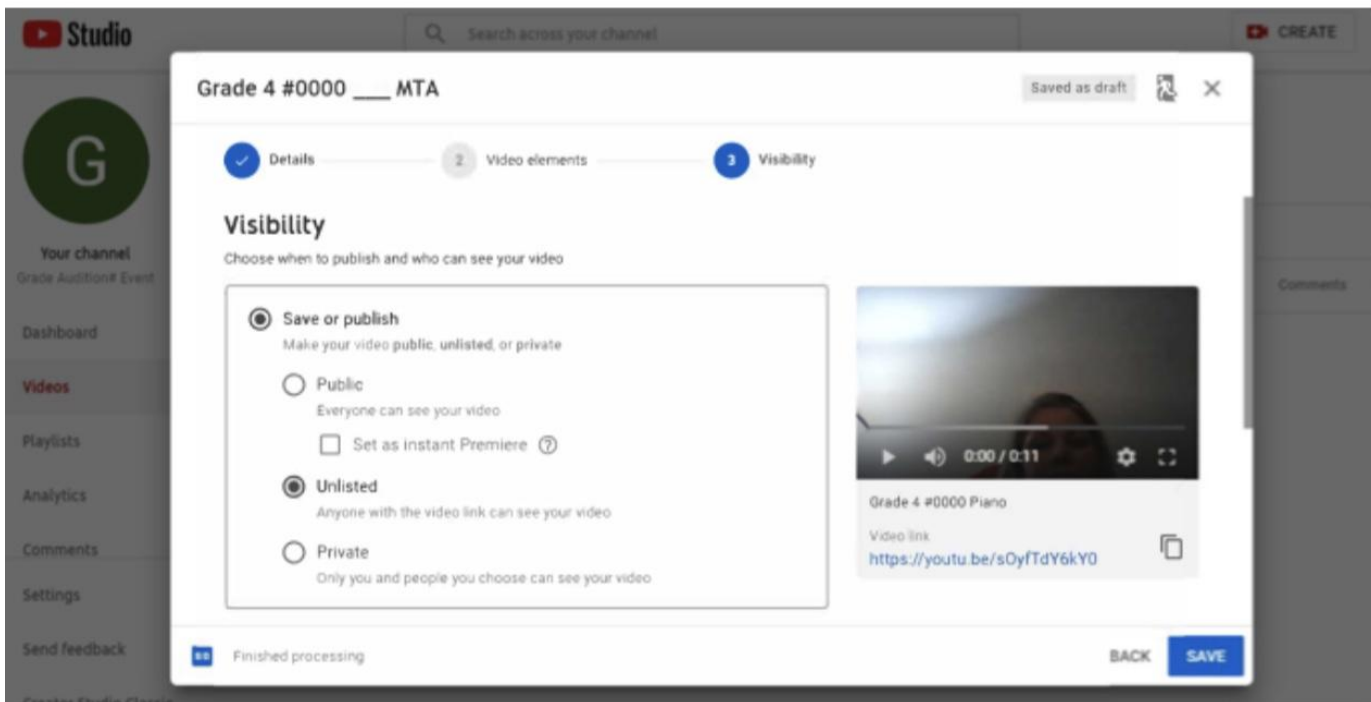 Studio
Search across your channel
CREATE
Grade 4 #0000 ___ MTA
Saved as draft
G
Details
2 Video elements
3 Visibility
Visibility
Your channel
Choose when to publish and who can see your video
Grade Audition# Event
Comments
Save or publish
Make your video public, unlisted, or private
Dashboard
Public
Everyone can see your video
Videos
Set as instant Premiere ?
Playlists
0:00 / 0:11
Unlisted
Anyone with the video link can see your video
Analytics
Grade 4 #0000 Piano
Video link
https://youtu.be/sOyfTdY6kY0
Private
Only you and people you choose can see your video
Comments
Settings
Send feedback
Finished processing
BACK
SAVE
Creator Studio Classic